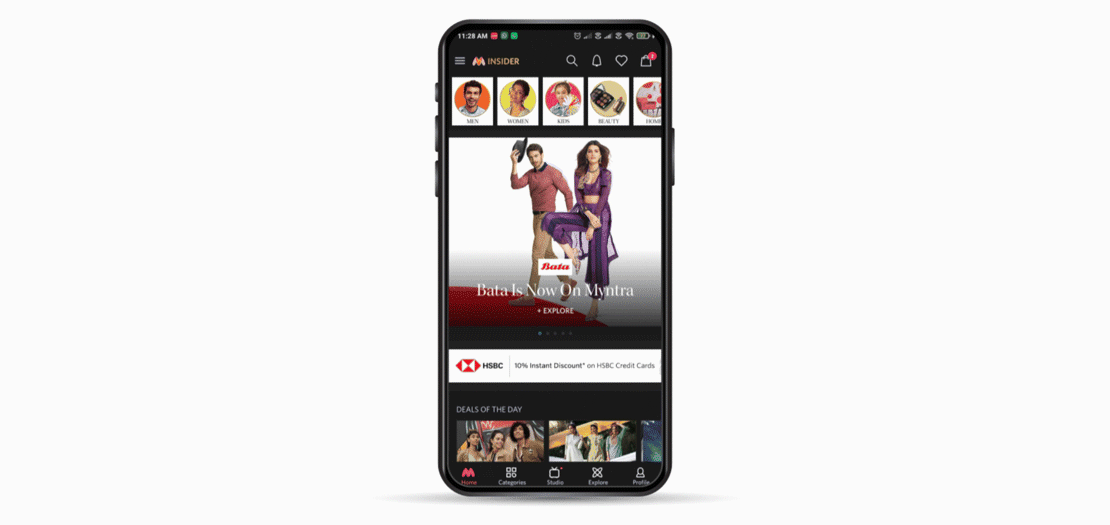 11:28 AM
INSIDER
MEN
WOMEN
KIDS
BEAUTY
HOME
Bata
Bata Is Now On Myntra
+ EXPLORE
HSBC
10% Instant Discount* on HSBC Credit Cards
DEALS OF THE DAY
Home
Categories
Studio
Explore
Profile